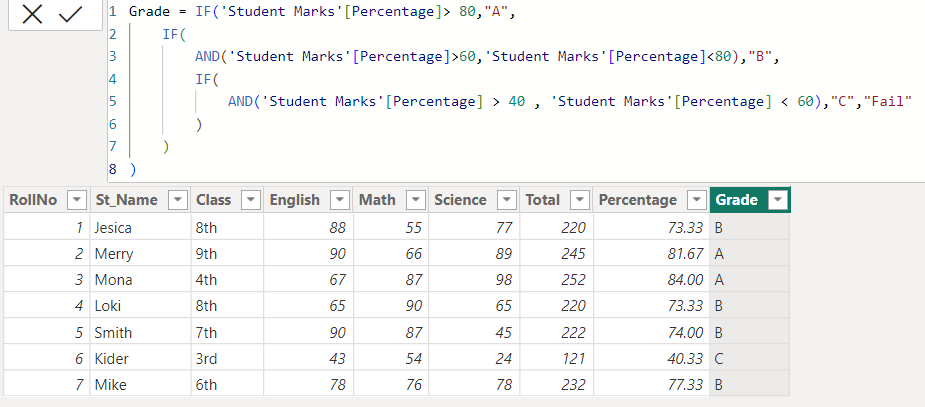 1 Grade = IF('Student Marks'[Percentage]> 80,"A",
2 IF(
3 AND('Student Marks'[Percentage]>60,'Student Marks'[Percentage]<80),"B",
4 IF(
5 AND('Student Marks'[Percentage] > 40 , 'Student Marks'[Percentage] < 60),"C","Fail"
6 )
7 )
8 )
RollNo St_Name Class English Math Science Total Percentage Grade
1 Jesica 8th 88 55 77 220 73.33 B
2 Merry 9th 90 66 89 245 81.67 A
3 Mona 4th 67 87 98 252 84.00 A
4 Loki 8th 65 90 65 220 73.33 B
5 Smith 7th 90 87 45 222 74.00 B
6 Kider 3rd 43 54 24 121 40.33 C
7 Mike 6th 78 76 78 232 77.33 B